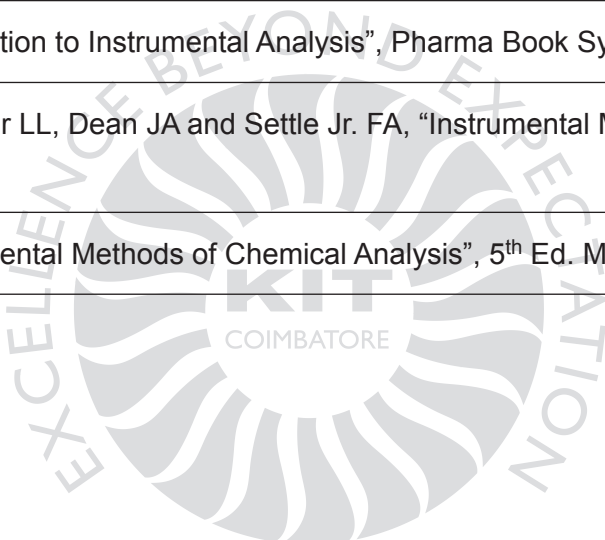 tion to Instrumental Analysis”, Pharma Book Sy
r LL, Dean JA and Settle Jr. FA, “Instrumental M
ental Methods of Chemical Analysis”, 5th Ed. M
EXCELLENCE BEYOND EXPECTATION
KIT
COIMBATORE